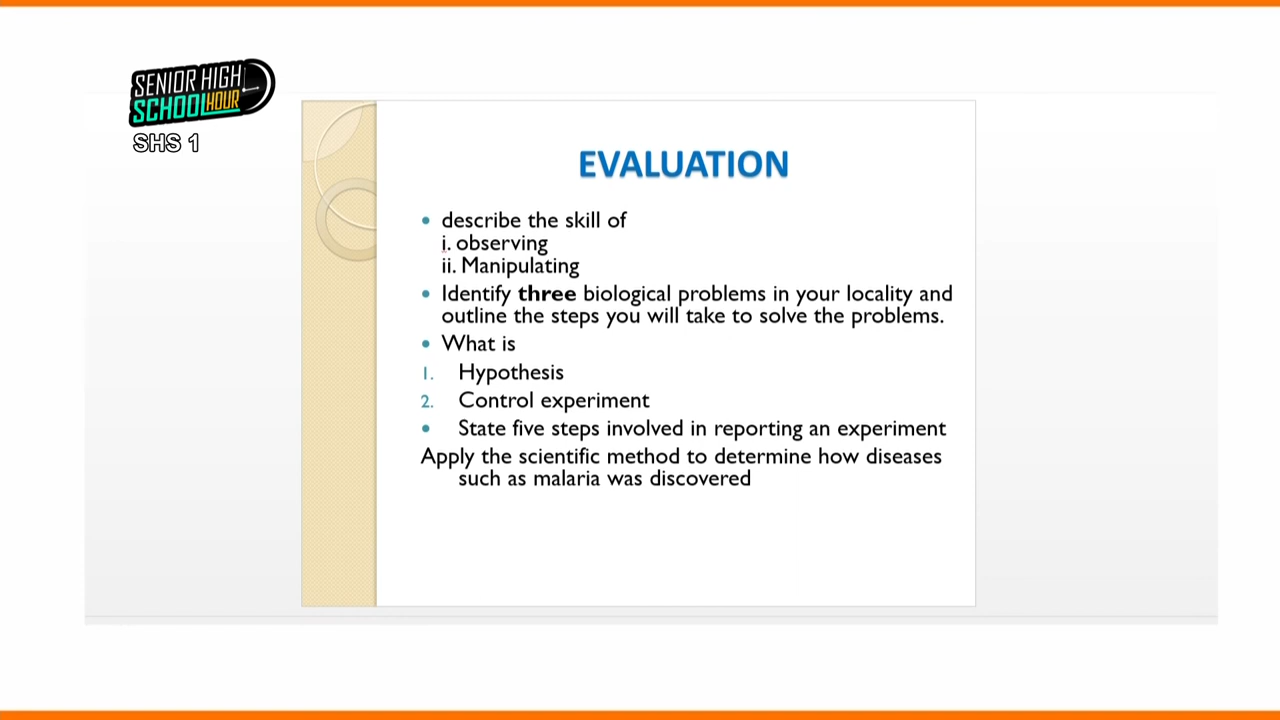 SENIOR HIGH
SCHOOL HOUR
SHS 1
EVALUATION
• describe the skill of
i. observing
ii. Manipulating
• Identify three biological problems in your locality and
outline the steps you will take to solve the problems.
• What is
1. Hypothesis
2. Control experiment
• State five steps involved in reporting an experiment
Apply the scientific method to determine how diseases
such as malaria was discovered